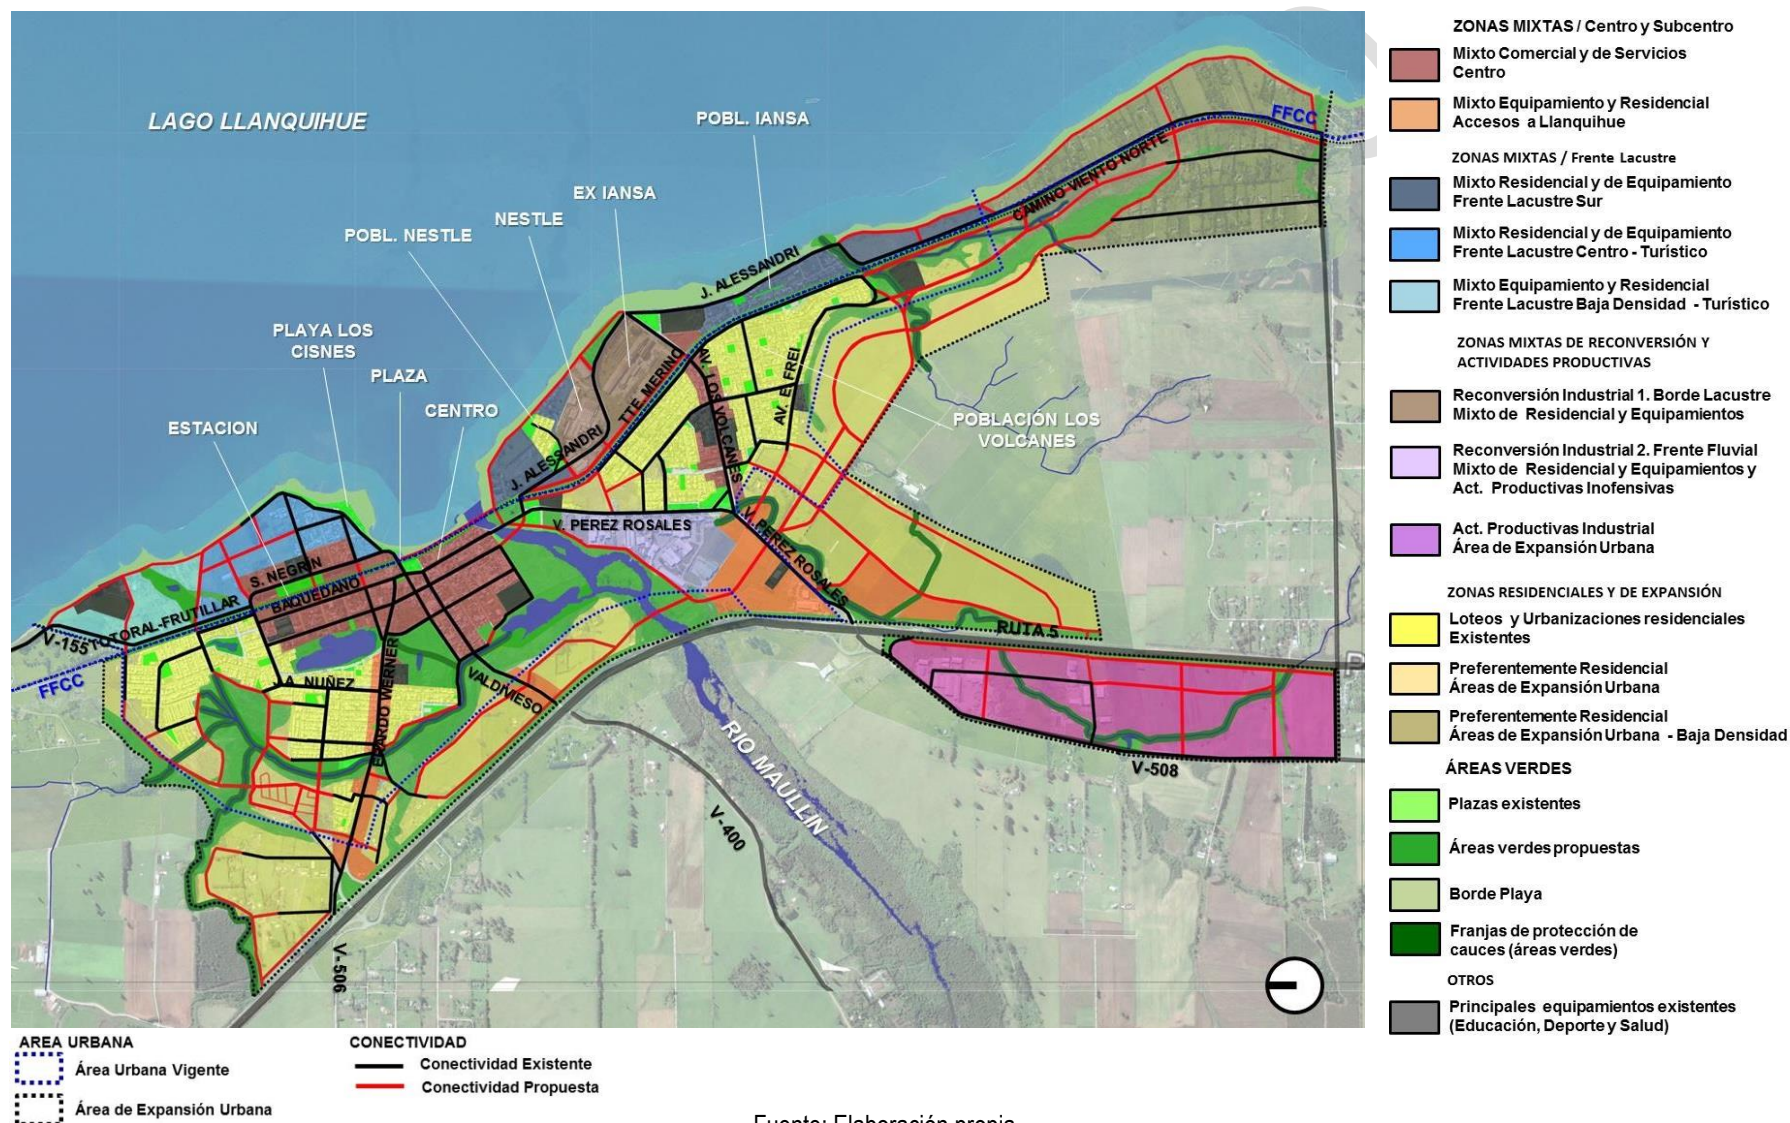 LAGO LLANQUIHUE
POBL. IANSA
EX IANSA
NESTLE
POBL. NESTLE
PLAYA LOS
CISNES
PLAZA
CENTRO
ESTACION
FFCC
CAMINO VIENTO NORTE
J. ALESSANDRI
TTE MERINO
AV. LOS VOLCANES
AV. E. FREI
POBLACIÓN LOS
VOLCANES
J. ALESSANDRI
V. PEREZ ROSALES
V. PEREZ ROSALES
S. NEGRIN
BAQUEDANO
V-155
TOTORAL-FRUTILLAR
FFCC
A. NUÑEZ
ERARDO WERNER
VALDIVIESO
RUTA 5
RIO MAULLIN
V-508
V-400
V-506
ZONAS MIXTAS / Centro y Subcentro
Mixto Comercial y de Servicios
Centro
Mixto Equipamiento y Residencial
Accesos a Llanquihue
ZONAS MIXTAS / Frente Lacustre
Mixto Residencial y de Equipamiento
Frente Lacustre Sur
Mixto Residencial y de Equipamiento
Frente Lacustre Centro - Turístico
Mixto Equipamiento y Residencial
Frente Lacustre Baja Densidad - Turístico
ZONAS MIXTAS DE RECONVERSIÓN Y
ACTIVIDADES PRODUCTIVAS
Reconversión Industrial 1. Borde Lacustre
Mixto de Residencial y Equipamientos
Reconversión Industrial 2. Frente Fluvial
Mixto de Residencial y Equipamientos y
Act. Productivas Inofensivas
Act. Productivas Industrial
Área de Expansión Urbana
ZONAS RESIDENCIALES Y DE EXPANSIÓN
Loteos y Urbanizaciones residenciales
Existentes
Preferentemente Residencial
Áreas de Expansión Urbana
Preferentemente Residencial
Áreas de Expansión Urbana - Baja Densidad
ÁREAS VERDES
Plazas existentes
Áreas verdes propuestas
Borde Playa
Franjas de protección de
cauces (áreas verdes)
OTROS
Principales equipamientos existentes
(Educación, Deporte y Salud)
AREA URBANA
Área Urbana Vigente
Área de Expansión Urbana
CONECTIVIDAD
Conectividad Existente
Conectividad Propuesta
Fuente: Elaboración propia